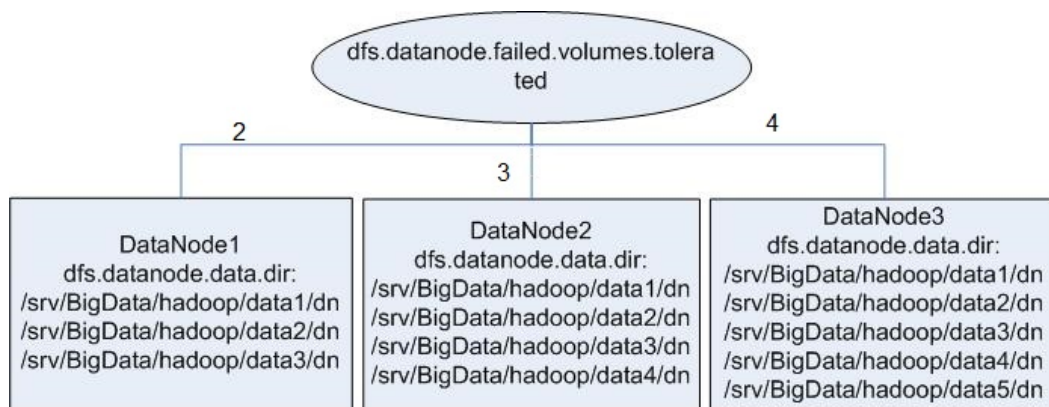 dfs.datanode.failed.volumes.tolera
ted
2
3
4
DataNode1
dfs.datanode.data.dir:
/srv/BigData/hadoop/data1/dn
/srv/BigData/hadoop/data2/dn
/srv/BigData/hadoop/data3/dn
DataNode2
dfs.datanode.data.dir:
/srv/BigData/hadoop/data1/dn
/srv/BigData/hadoop/data2/dn
/srv/BigData/hadoop/data3/dn
/srv/BigData/hadoop/data4/dn
DataNode3
dfs.datanode.data.dir:
/srv/BigData/hadoop/data1/dn
/srv/BigData/hadoop/data2/dn
/srv/BigData/hadoop/data3/dn
/srv/BigData/hadoop/data4/dn
/srv/BigData/hadoop/data5/dn